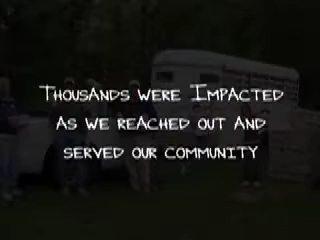 Thousands were Impacted
as we reached out and
served our community